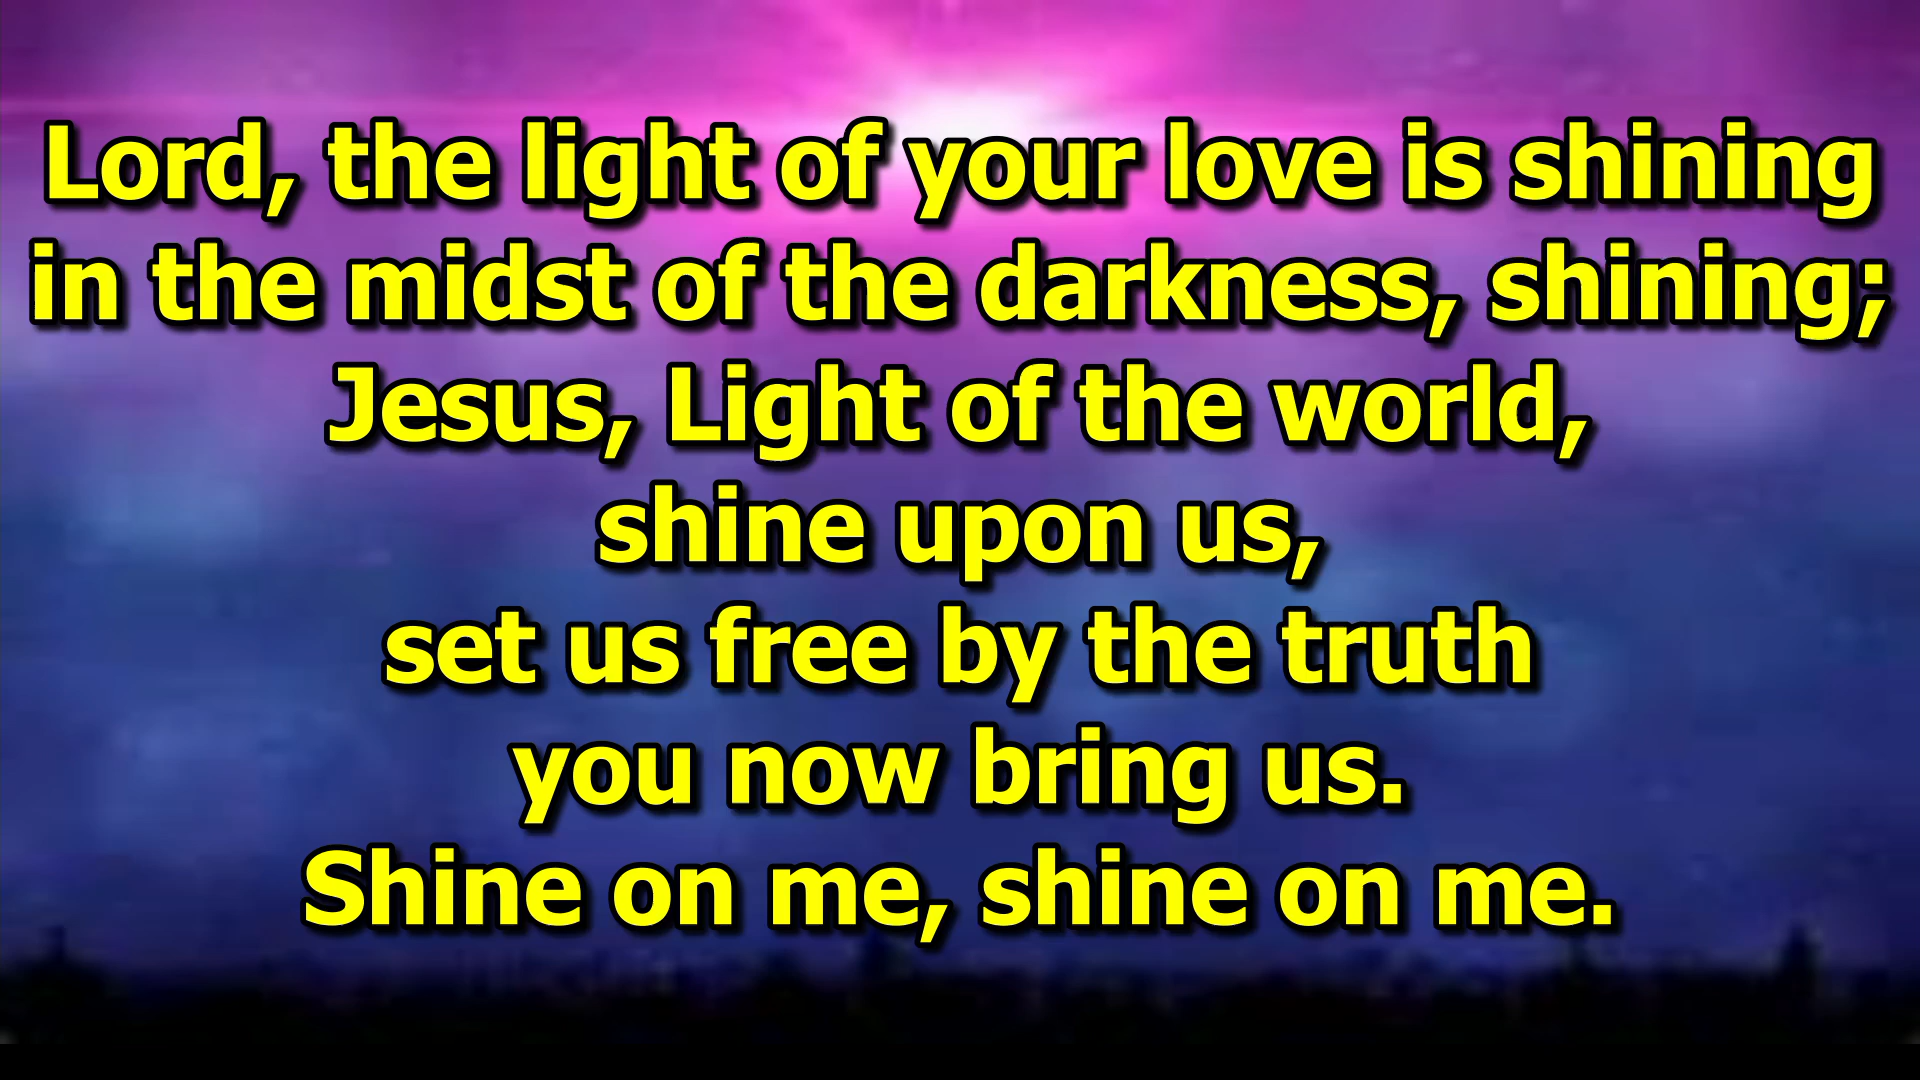 Lord, the light of your love is shining
in the midst of the darkness, shining;
Jesus, Light of the world,
shine upon us,
set us free by the truth
you now bring us.
Shine on me, shine on me.